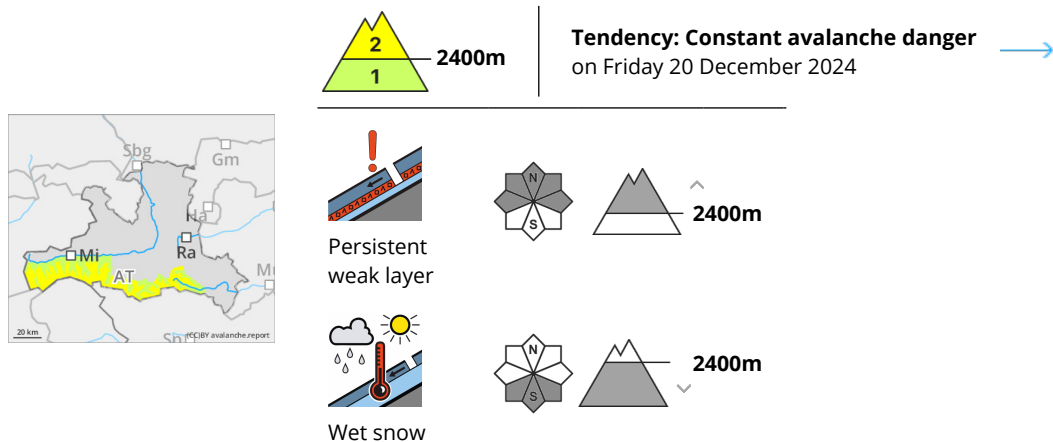 2
1
2400m
Tendency: Constant avalanche danger
on Friday 20 December 2024
Sbg
Gm
Ha
Ra
Mi
AT
20 km
(CC)BY avalanche.report
N
S
2400m
Persistent
weak layer
N
S
2400m
Wet snow